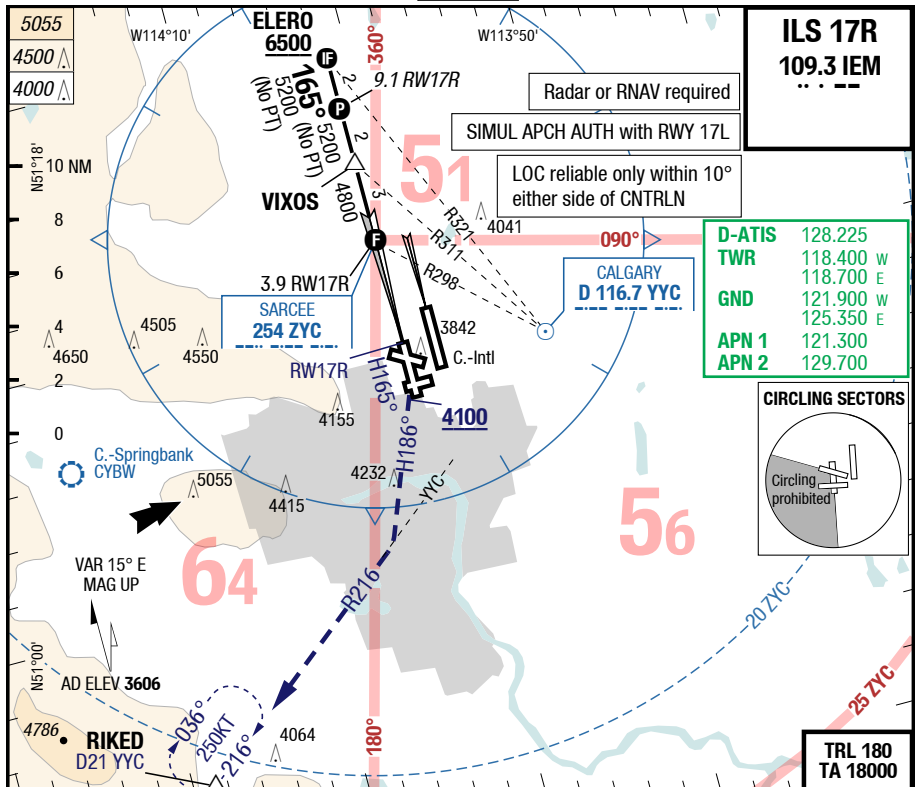 5055
4500
4000
ELERO
6500
W114°10'
360°
W113°50'
ILS 17R
109.3 IEM
IF
2
165°
5200
(No PT)
5200
(No PT)
P
9.1 RW17R
2
Radar or RNAV required
SIMUL APCH AUTH with RWY 17L
LOC reliable only within 10°
either side of CNTRLN
N51°18'
10 NM
8
6
4
2
0
51
VIXOS
4800
3
F
3.9 RW17R
R321
R311
R298
4041
090°
SARCEE
254 ZYC
CALGARY
D 116.7 YYC
D-ATIS 128.225
TWR 118.400 W
118.700 E
GND 121.900 W
125.350 E
APN 1 121.300
APN 2 129.700
4650
4505
4550
RW17R
3842
C.-Intl
H165°
4100
4155
H186°
CIRCLING SECTORS
Circling
prohibited
C.-Springbank
CYBW
5055
4415
4232
YYC
56
64
VAR 15° E
MAG UP
R216
20 ZYC
N51°00'
AD ELEV 3606
25 ZYC
4786
RIKED
D21 YYC
036°
250KT
216°
4064
180°
TRL 180
TA 18000